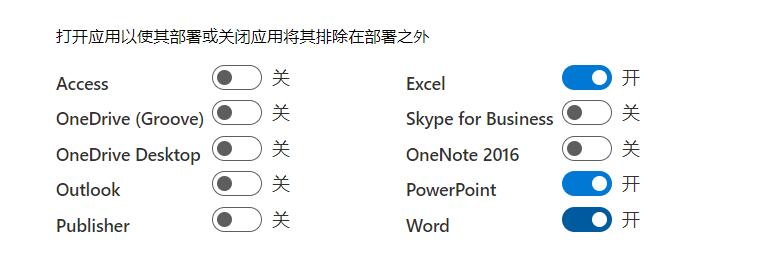 打开应用以使其部署或关闭应用将其排除在部署之外
Access 关 Excel 开
OneDrive (Groove) 关 Skype for Business 关
OneDrive Desktop 关 OneNote 2016 关
Outlook 关 PowerPoint 开
Publisher 关 Word 开